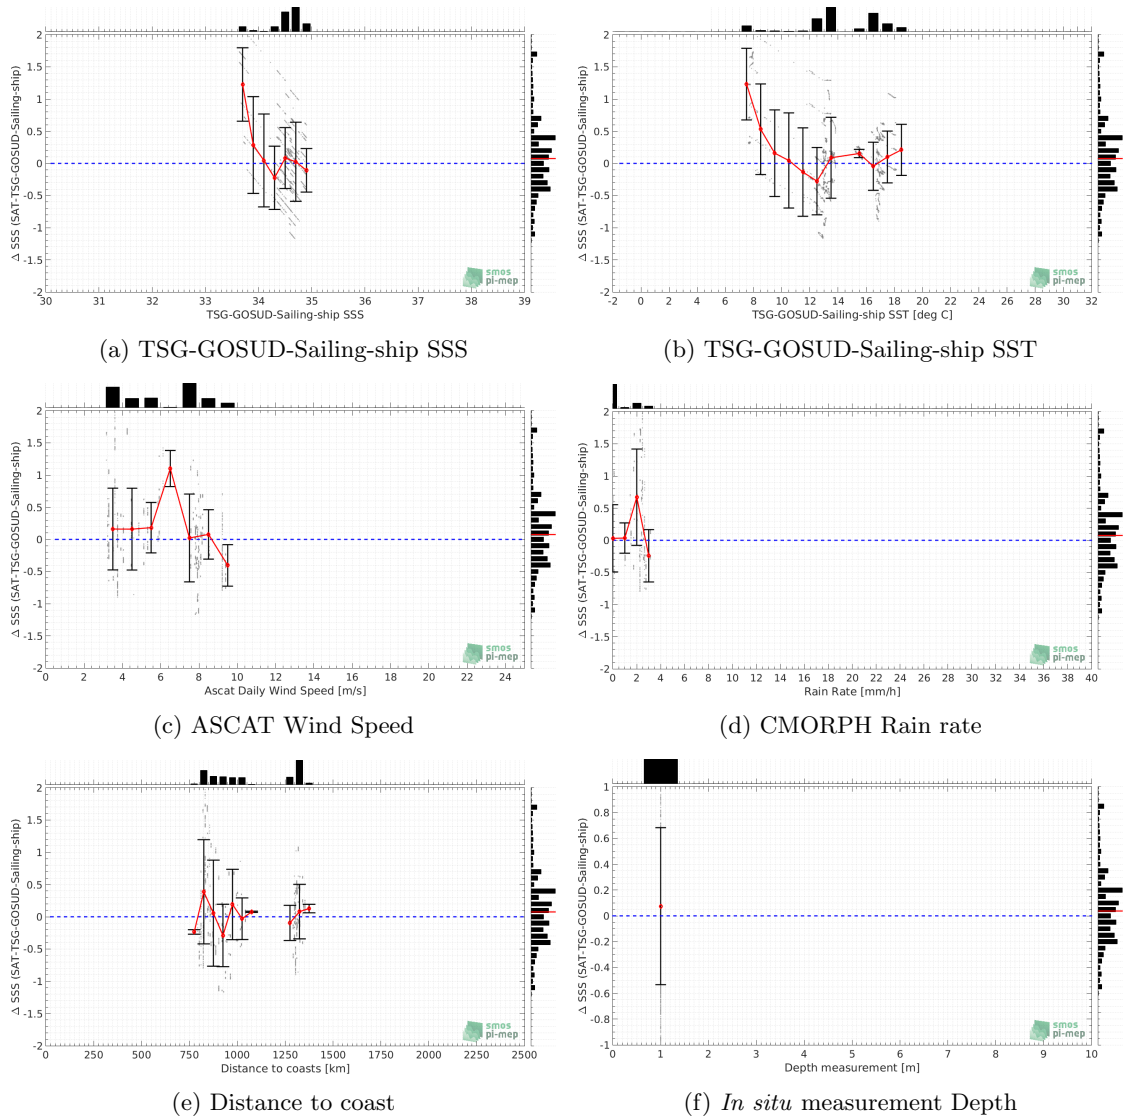 Δ SSS (SAT-TSG-GOSUD-Sailing-ship)
2
1.5
1
0.5
0
-0.5
-1
-1.5
-2
30 31 32 33 34 35 36 37 38 39
TSG-GOSUD-Sailing-ship SSS
smos
pi-mep
(a) TSG-GOSUD-Sailing-ship SSS
Δ SSS (SAT-TSG-GOSUD-Sailing-ship)
2
1.5
1
0.5
0
-0.5
-1
-1.5
-2
-2 0 2 4 6 8 10 12 14 16 18 20 22 24 26 28 30 32
TSG-GOSUD-Sailing-ship SST [deg C]
smos
pi-mep
(b) TSG-GOSUD-Sailing-ship SST
Δ SSS (SAT-TSG-GOSUD-Sailing-ship)
2
1.5
1
0.5
0
-0.5
-1
-1.5
-2
0 2 4 6 8 10 12 14 16 18 20 22 24
Ascat Daily Wind Speed [m/s]
smos
pi-mep
(c) ASCAT Wind Speed
Δ SSS (SAT-TSG-GOSUD-Sailing-ship)
2
1.5
1
0.5
0
-0.5
-1
-1.5
-2
0 2 4 6 8 10 12 14 16 18 20 22 24 26 28 30 32 34 36 38 40
Rain Rate [mm/h]
smos
pi-mep
(d) CMORPH Rain rate
Δ SSS (SAT-TSG-GOSUD-Sailing-ship)
2
1.5
1
0.5
0
-0.5
-1
-1.5
-2
0 250 500 750 1000 1250 1500 1750 2000 2250 2500
Distance to coasts [km]
smos
pi-mep
(e) Distance to coast
Δ SSS (SAT-TSG-GOSUD-Sailing-ship)
1
0.8
0.6
0.4
0.2
0
-0.2
-0.4
-0.6
-0.8
-1
0 1 2 3 4 5 6 7 8 9 10
Depth measurement [m]
smos
pi-mep
(f) In situ measurement Depth